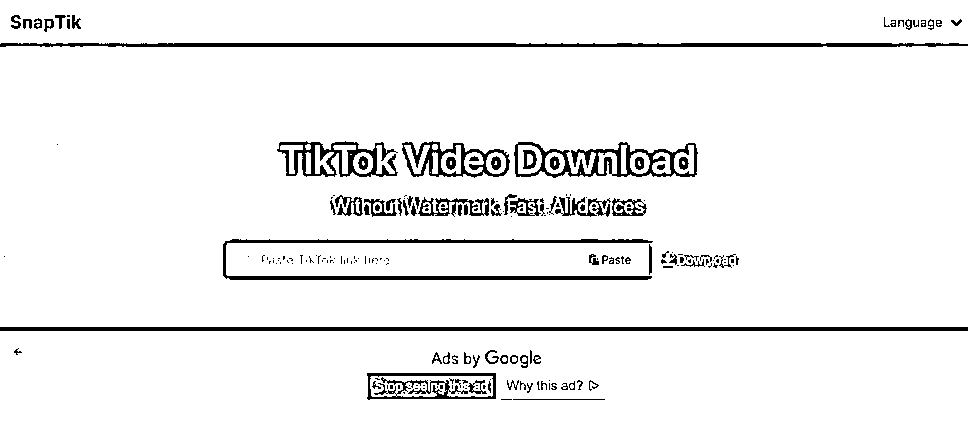 SnapTik
Language
TikTok Video Download
Without Watermark. Fast. All devices
Paste TikTok link here
Paste
Download
Ads by Google
Stop seeing this ad
Why this ad?